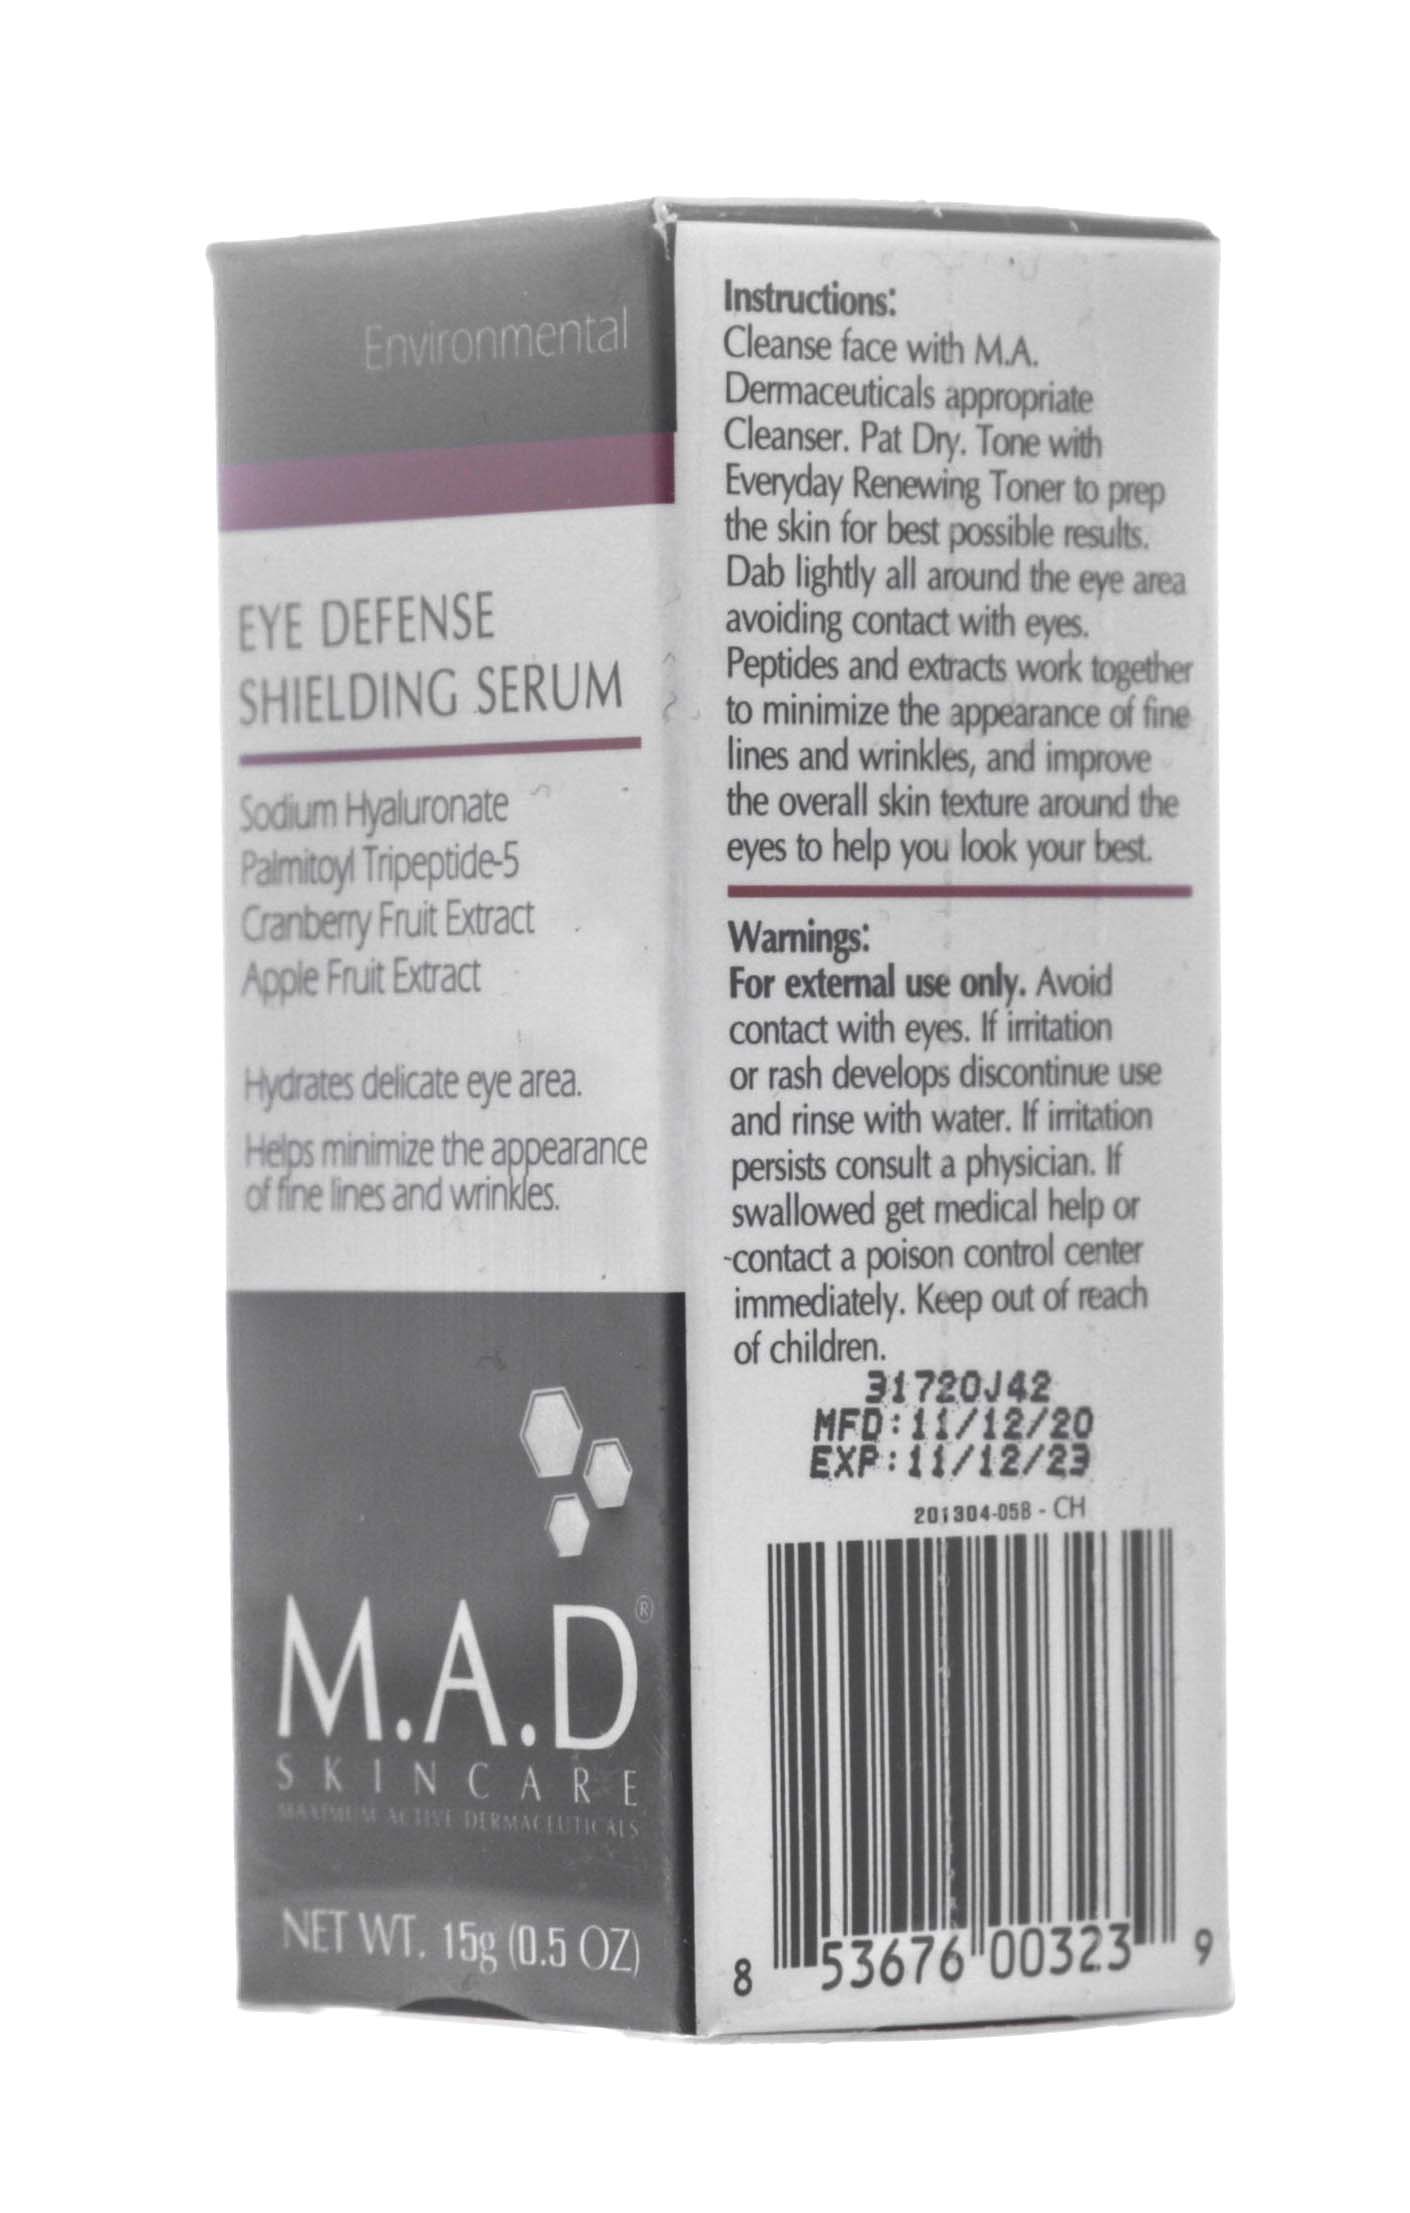 Environmental
EYE DEFENSE
SHIELDING SERUM
Sodium Hyaluronate
Palmitoyl Tripeptide-5
Cranberry Fruit Extract
Apple Fruit Extract
Hydrates delicate eye area.
Helps minimize the appearance
of fine lines and wrinkles.
M.A.D®
SKINCARE
MAXIMUM ACTIVE DERMACEUTICALS
NET WT. 15g (0.5 OZ)
Instructions:
Cleanse face with M.A.
Dermaceuticals appropriate
Cleanser. Pat Dry. Tone with
Everyday Renewing Toner to prep
the skin for best possible results.
Dab lightly all around the eye area
avoiding contact with eyes.
Peptides and extracts work together
to minimize the appearance of fine
lines and wrinkles, and improve
the overall skin texture around the
eyes to help you look your best.
Warnings:
For external use only. Avoid
contact with eyes. If irritation
or rash develops discontinue use
and rinse with water. If irritation
persists consult a physician. If
swallowed get medical help or
contact a poison control center
immediately. Keep out of reach
of children.
31720J42
MFD:11/12/20
EXP:11/12/23
201304-05B - CH
8 53676 00323 9